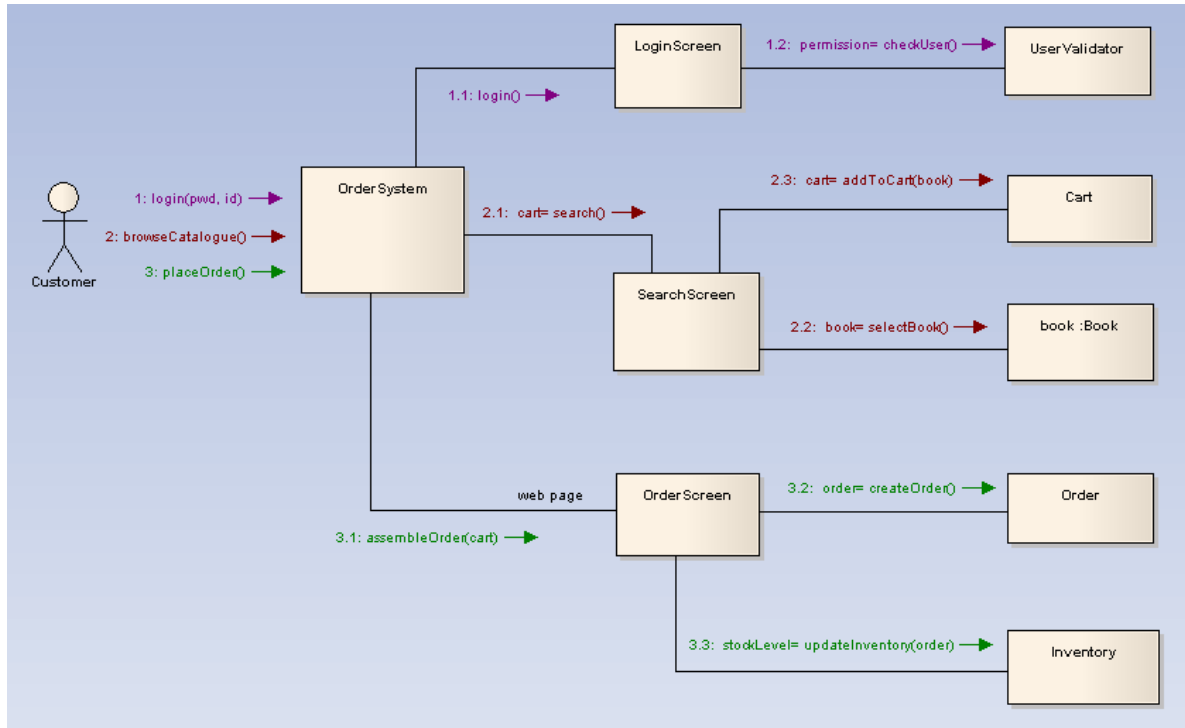 LoginScreen
1.2: permission= checkUser()
UserValidator
1.1: login()
OrderSystem
1: login(pwd, id)
2: browseCatalogue()
3: placeOrder()
Customer
2.1: cart= search()
2.3: cart= addToCart(book)
Cart
SearchScreen
2.2: book= selectBook()
book :Book
web page
OrderScreen
3.2: order= createOrder()
Order
3.1: assembleOrder(cart)
3.3: stockLevel= updateInventory(order)
Inventory